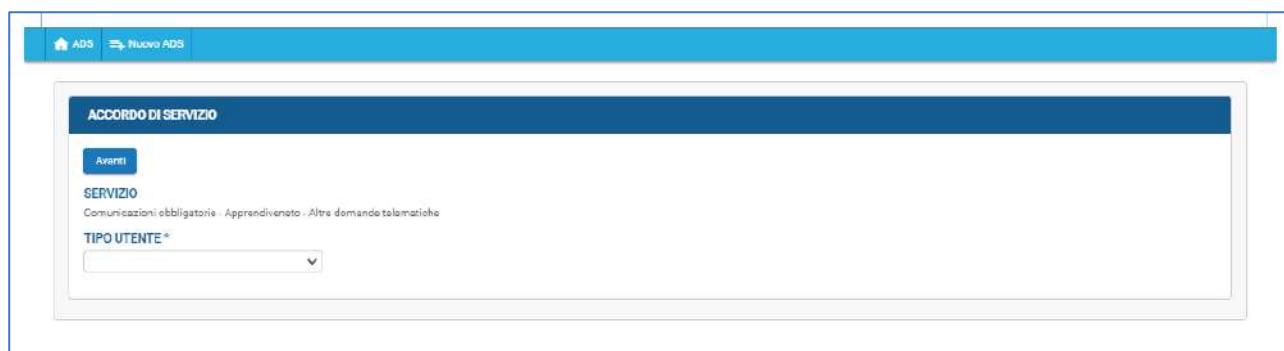 ADS Nuovo ADS
ACCORDO DI SERVIZIO
Avanti
SERVIZIO
Comunicazioni obbligatorie - Apprendiveneto - Altre domande telematiche
TIPO UTENTE *